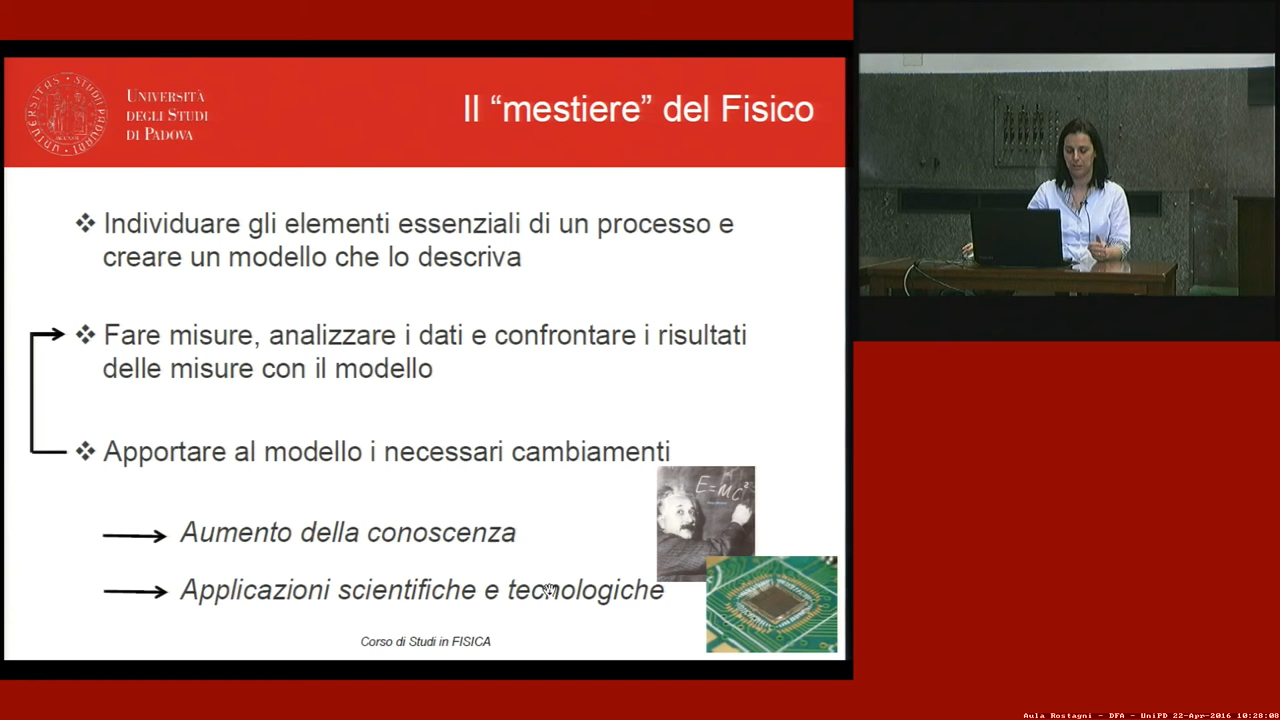 UNIVERSITÀ
DEGLI STUDI
DI PADOVA
Il “mestiere” del Fisico
❖ Individuare gli elementi essenziali di un processo e
creare un modello che lo descriva
❖ Fare misure, analizzare i dati e confrontare i risultati
delle misure con il modello
❖ Apportare al modello i necessari cambiamenti
E=MC²
Aumento della conoscenza
Applicazioni scientifiche e tecnologiche
Corso di Studi in FISICA
Aula Rostagni - DFA - UniPD 22-Apr-2016 10:28:08